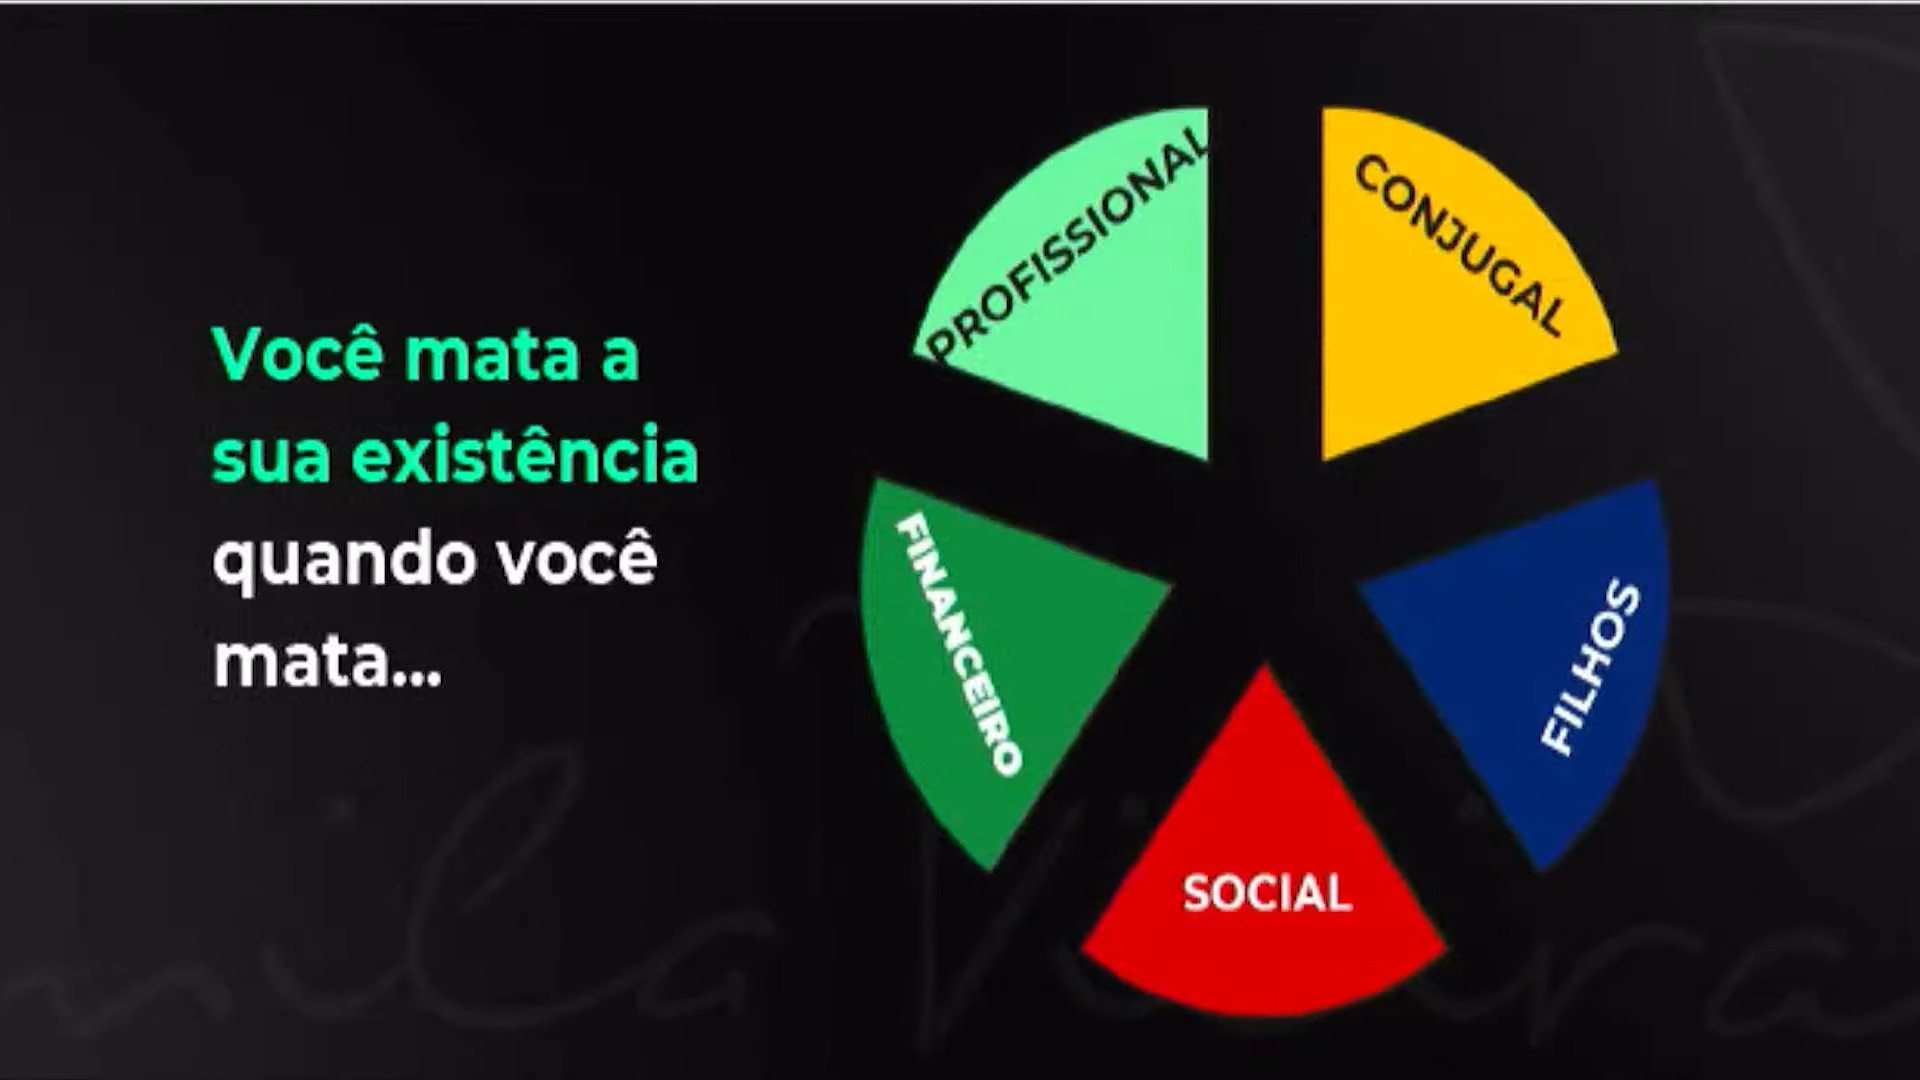 Você mata a
sua existência
quando você
mata...
PROFISSIONAL
CONJUGAL
FINANCEIRO
FILHOS
SOCIAL